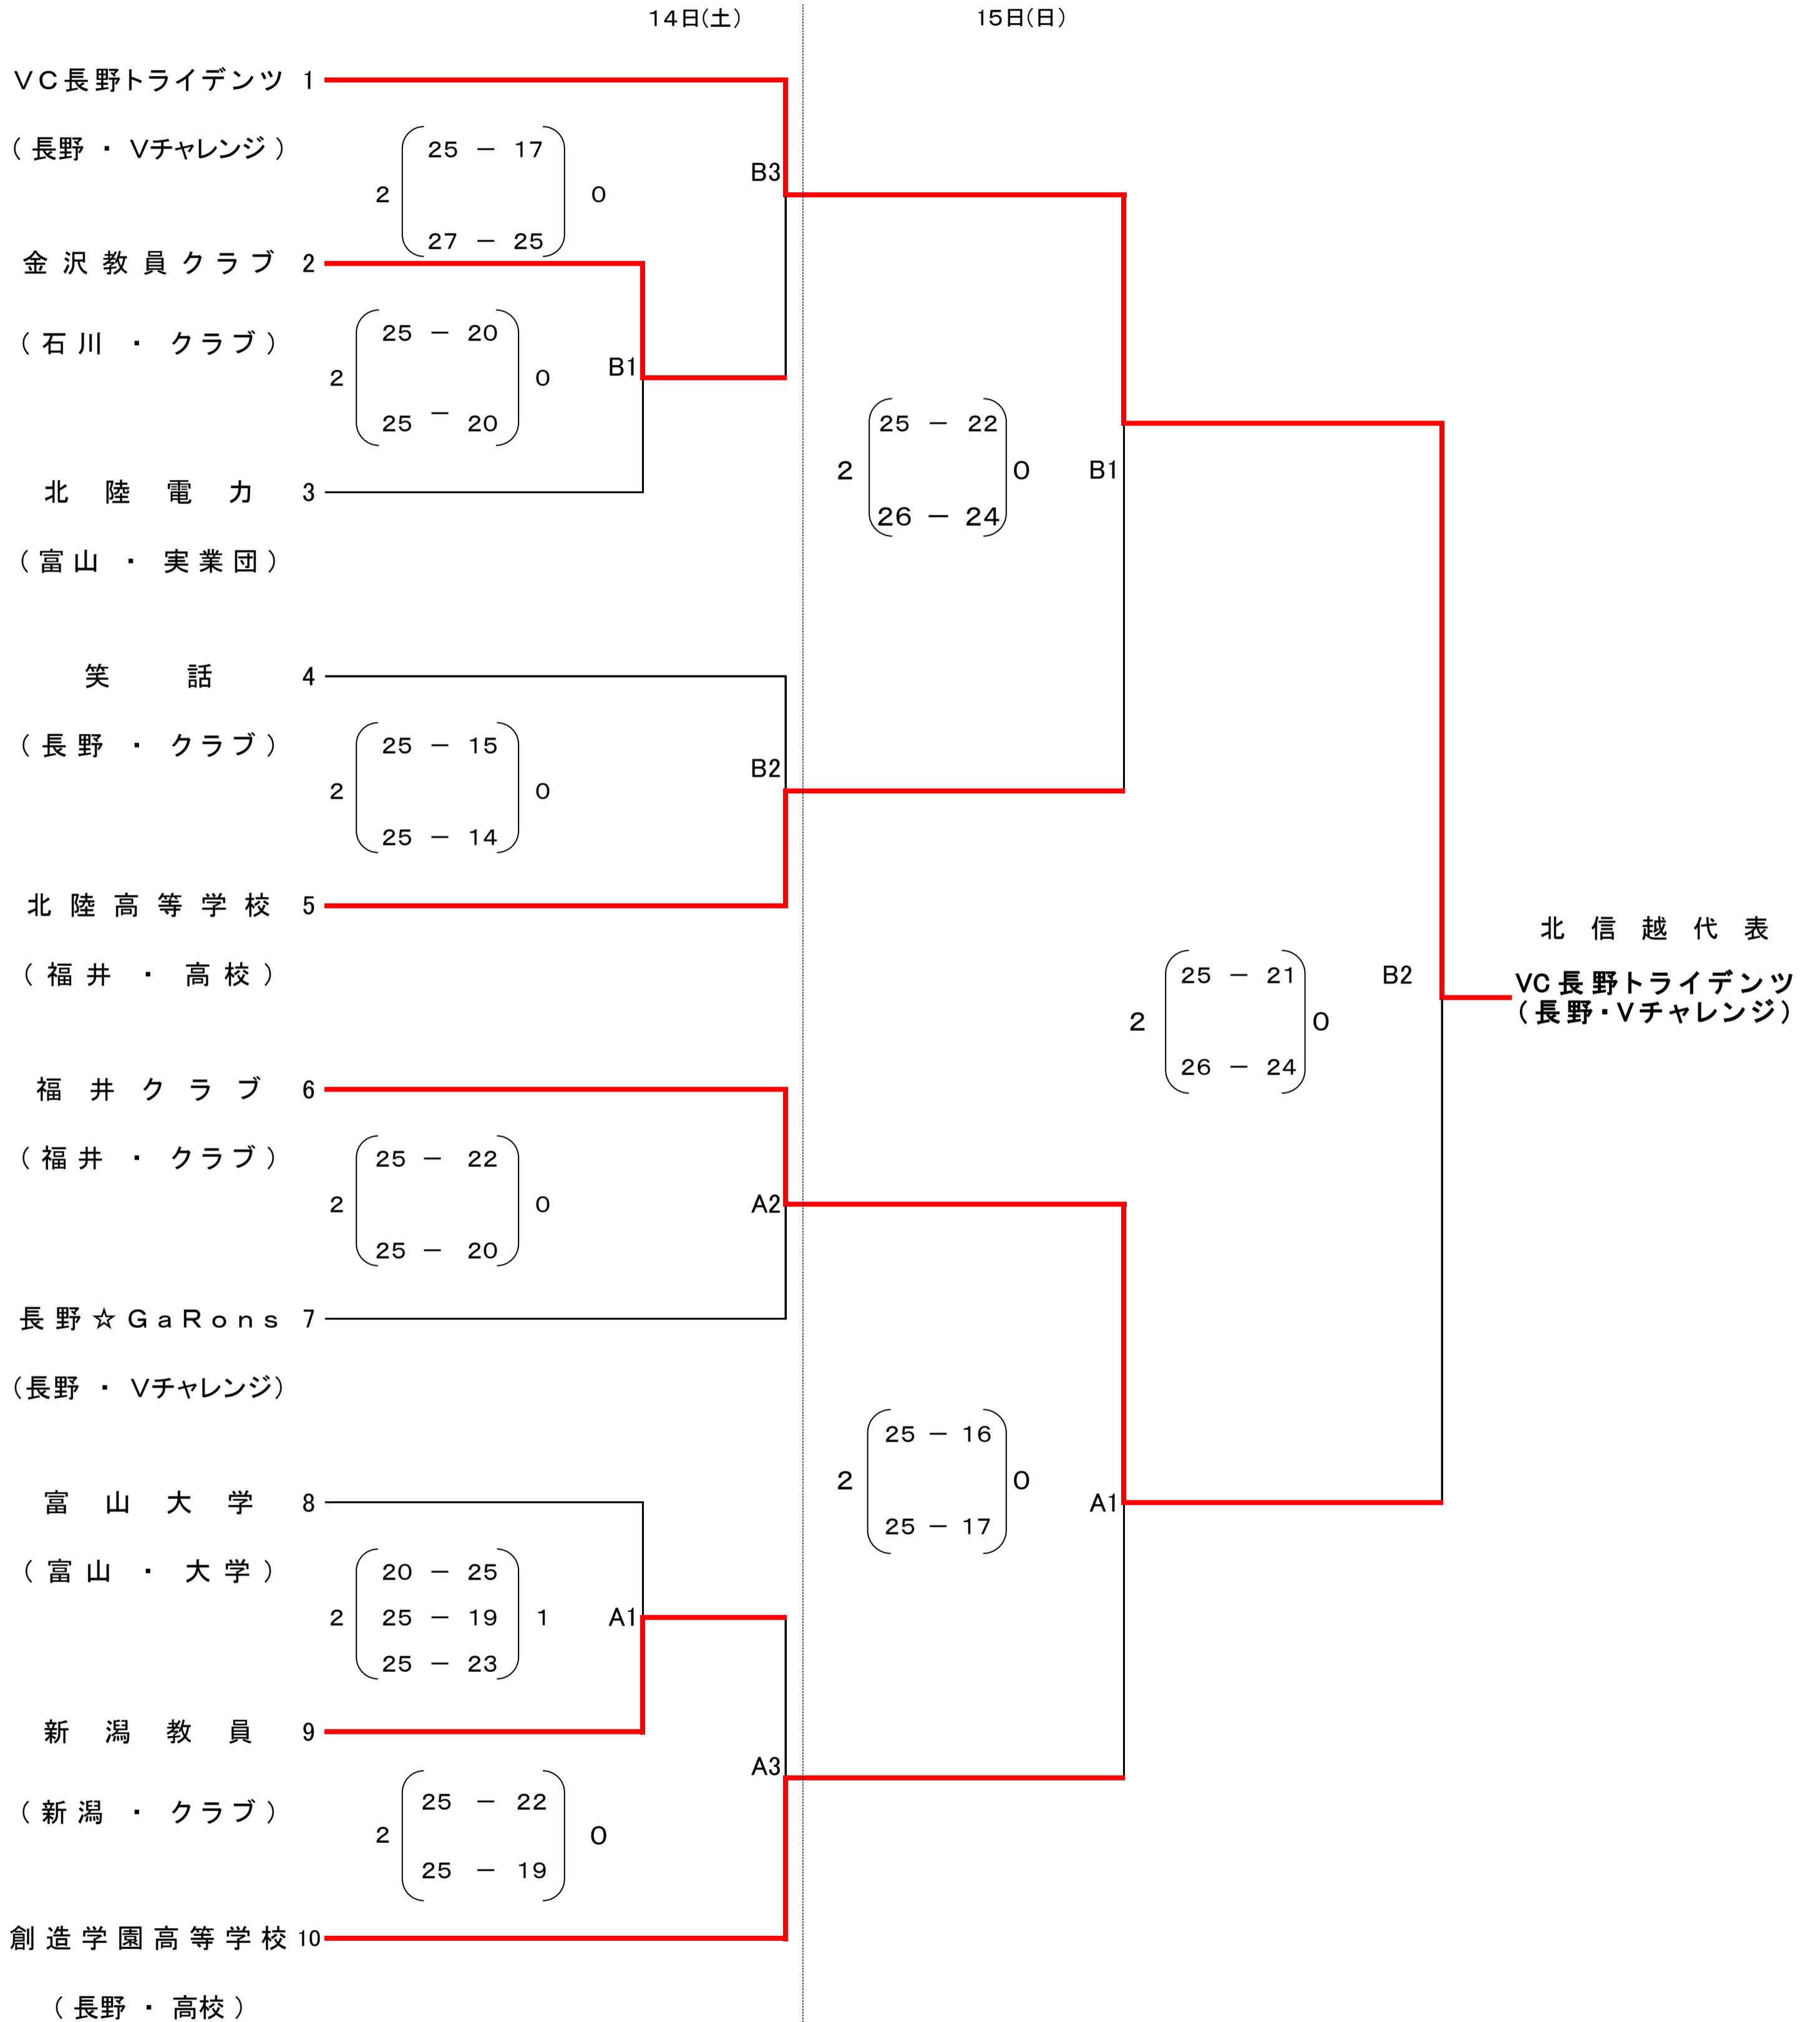 14日(土) 15日(日)
VC長野トライデンツ 1
(長野・Vチャレンジ)
25 － 17
B3
2 0
27 － 25
金沢教員クラブ 2
25 － 20
(石川・クラブ)
B1
2 0
25 － 20
25 － 22
2 0 B1
北陸電力 3
26 － 24
(富山・実業団)
笑話 4
(長野・クラブ)
25 － 15
B2
2 0
25 － 14
北陸高等学校 5
北信越代表
(福井・高校)
25 － 21 B2
VC長野トライデンツ
(長野・Vチャレンジ)
2 0
26 － 24
福井クラブ 6
(福井・クラブ)
25 － 22
2 0 A2
25 － 20
長野☆GaRons 7
(長野・Vチャレンジ)
25 － 16
2 0
富山大学 8
A1
25 － 17
(富山・大学)
20 － 25
2 25 － 19 1 A1
25 － 23
新潟教員 9
A3
(新潟・クラブ)
25 － 22
2 0
25 － 19
創造学園高等学校 10
(長野・高校)